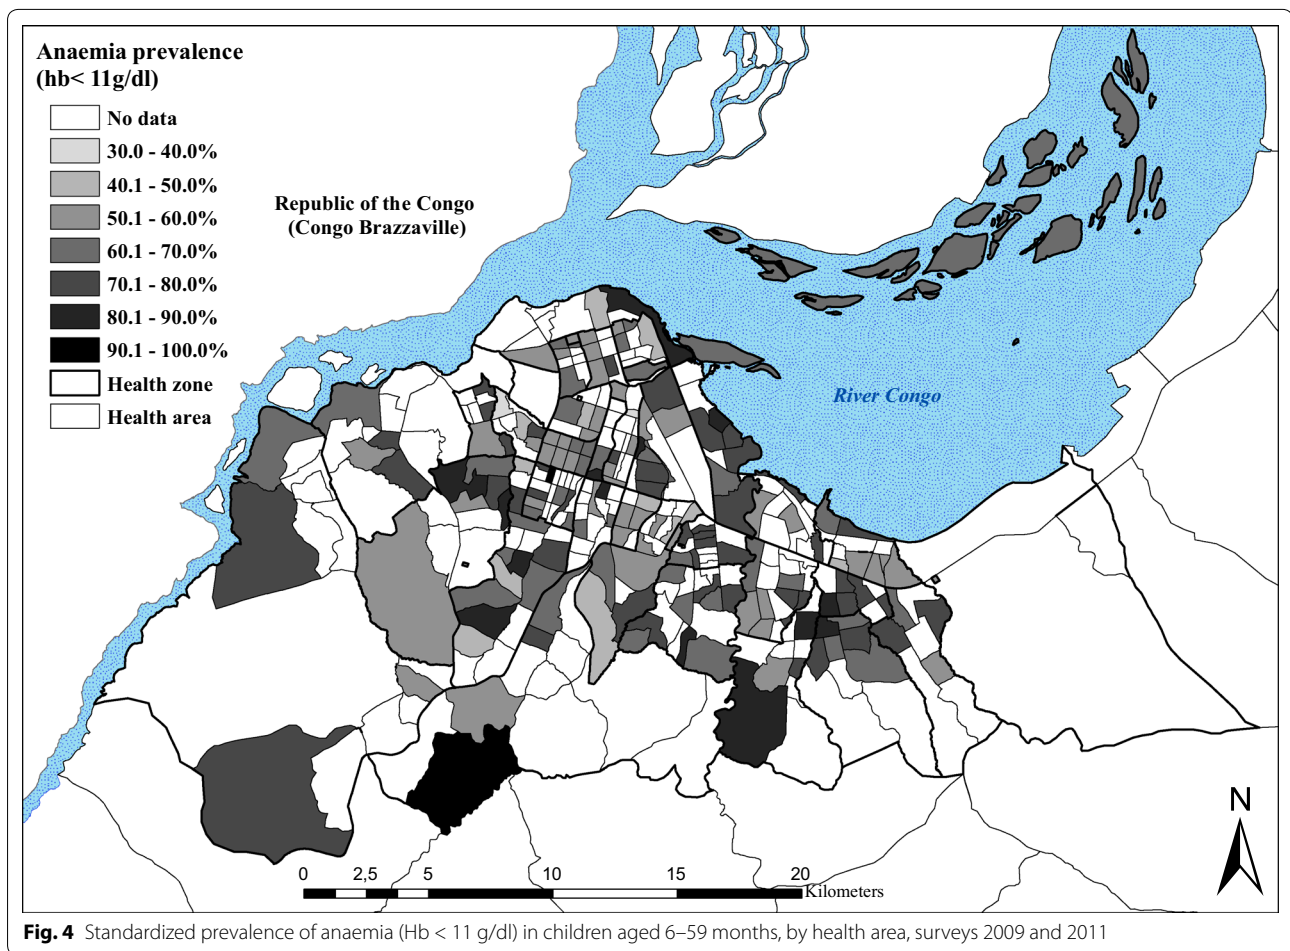 Anaemia prevalence
(hb< 11g/dl)
No data
30.0 - 40.0%
40.1 - 50.0%
50.1 - 60.0%
60.1 - 70.0%
70.1 - 80.0%
80.1 - 90.0%
90.1 - 100.0%
Health zone
Health area
Republic of the Congo
(Congo Brazzaville)
River Congo
N
0 2,5 5 10 15 20
Kilometers
Fig. 4 Standardized prevalence of anaemia (Hb < 11 g/dl) in children aged 6–59 months, by health area, surveys 2009 and 2011